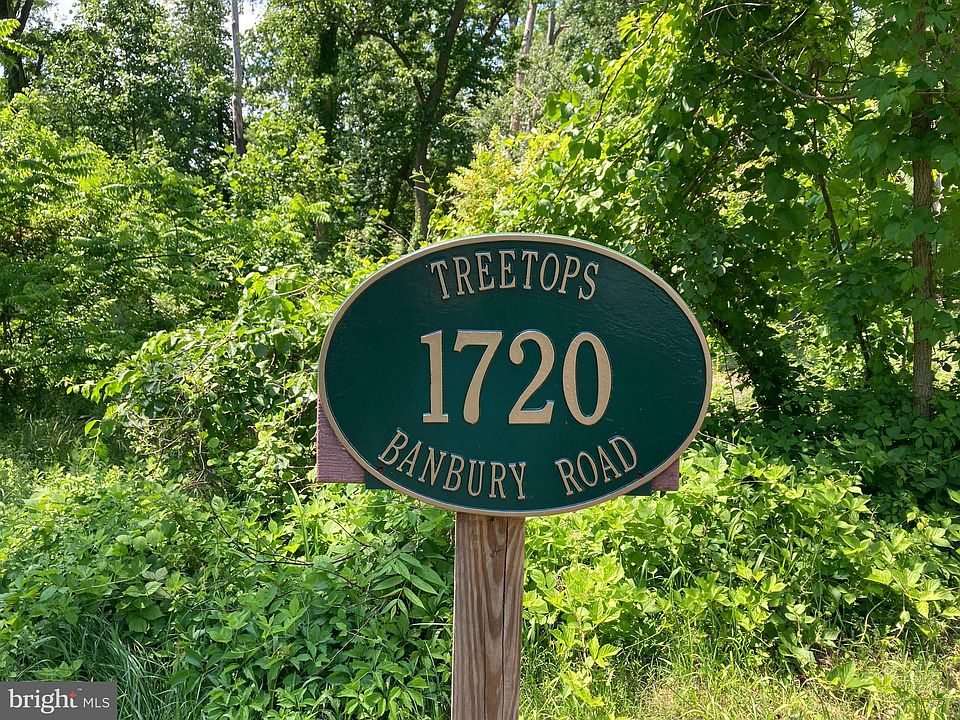 TREETOPS
1720
BANBURY ROAD
bright MLS